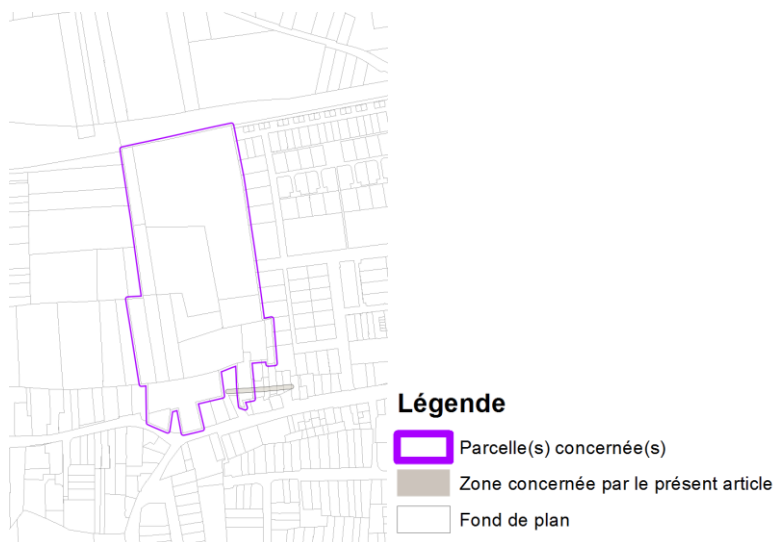 Légende
Parcelle(s) concernée(s)
Zone concernée par le présent article
Fond de plan